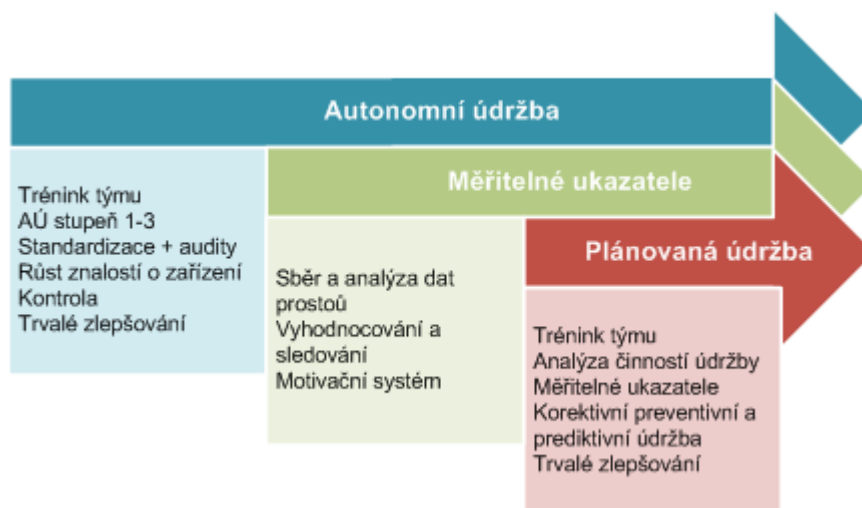 Autonomní údržba
Trénink týmu
AÚ stupeň 1-3
Standardizace + audity
Růst znalostí o zařízení
Kontrola
Trvalé zlepšování
Měřitelné ukazatele
Sběr a analýza dat
prostoů
Vyhodnocování a
sledování
Motivační systém
Plánovaná údržba
Trénink týmu
Analýza činností údržby
Měřitelné ukazatele
Korektivní preventivní a
prediktivní údržba
Trvalé zlepšování